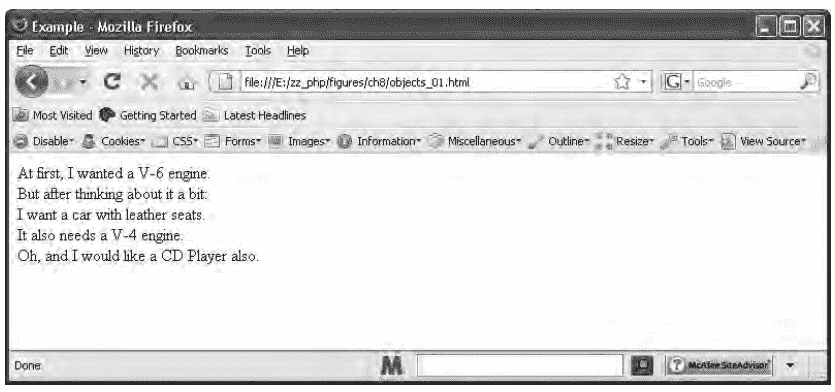 Example - Mozilla Firefox
File Edit View History Bookmarks Tools Help
file:///E:/zz_php/figures/ch8/objects_01.html G Google
Most Visited Getting Started Latest Headlines
Disable Cookies CSS Forms Images Information Miscellaneous Outline Resize Tools View Source
At first, I wanted a V-6 engine.
But after thinking about it a bit:
I want a car with leather seats.
It also needs a V-4 engine.
Oh, and I would like a CD Player also.
Done M McAfee SiteAdvisor